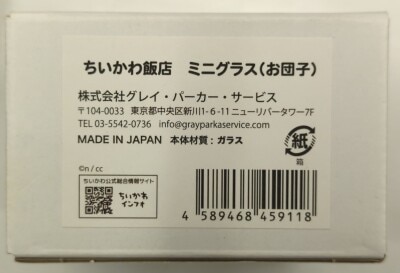 ちいかわ飯店 ミニグラス(お団子)
株式会社グレイ・パーカー・サービス
〒104-0033 東京都中央区新川1-6-11ニューリバータワー7F
TEL 03-5542-0736 info@grayparkaservice.com
MADE IN JAPAN 本体材質:ガラス
紙
箱
©n / cc
ちいかわ公式総合情報サイト
ちいかわ
インフォ
4 589468 459118